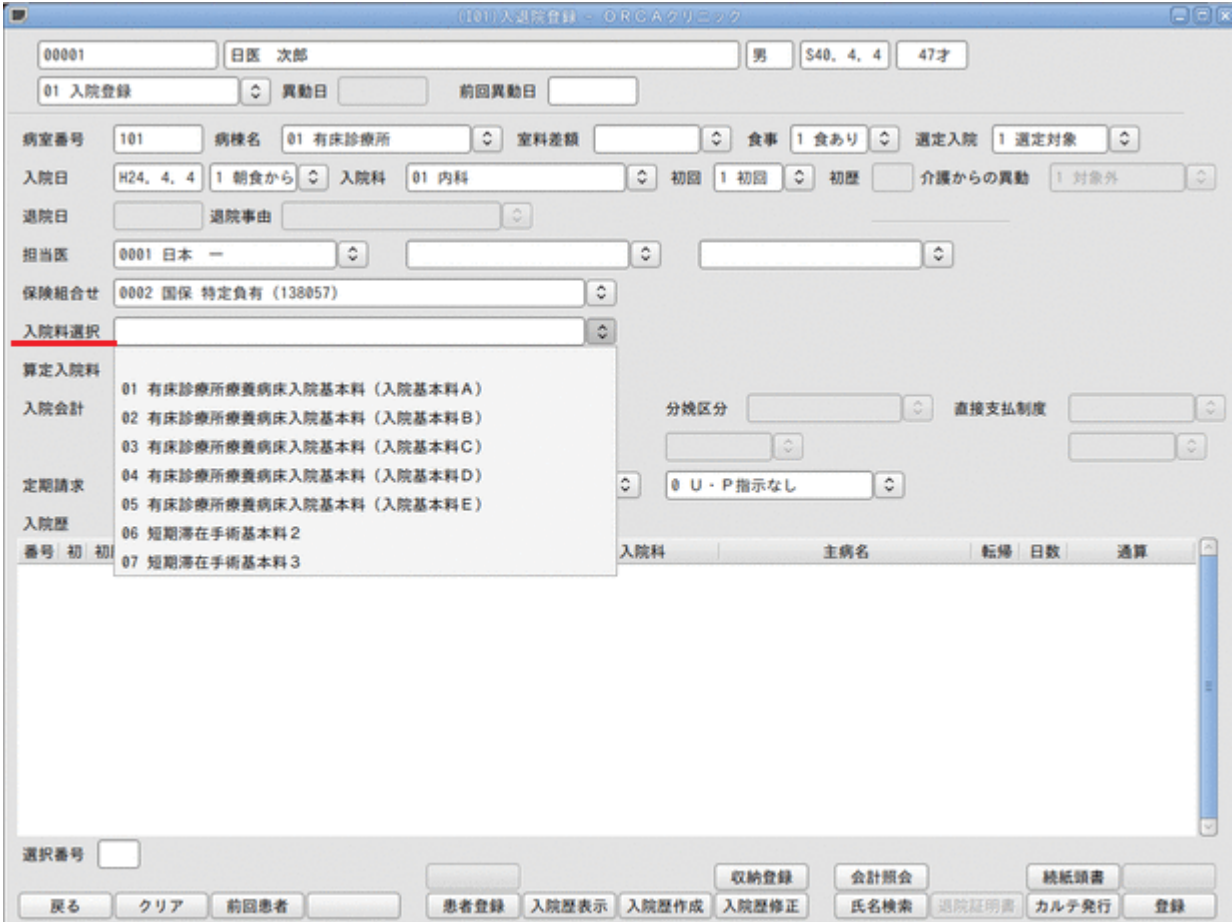 (I01)入退院登録 - ORCAクリニック
00001 日医 次郎 男 S40. 4. 4 47才
01 入院登録 異動日 前回異動日
病室番号 101 病棟名 01 有床診療所 室料差額 食事 1 食あり 選定入院 1 選定対象
入院日 H24. 4. 4 1 朝食から 入院科 01 内科 初回 1 初回 初歴 介護からの異動 1 対象外
退院日 退院事由
担当医 0001 日本 一
保険組合せ 0002 国保 特定負有 (138057)
入院料選択
算定入院料
01 有床診療所療養病床入院基本料(入院基本料A)
入院会計 分娩区分 直接支払制度
02 有床診療所療養病床入院基本料(入院基本料B)
03 有床診療所療養病床入院基本料(入院基本料C)
04 有床診療所療養病床入院基本料(入院基本料D)
定期請求 0 U・P指示なし
05 有床診療所療養病床入院基本料(入院基本料E)
入院歴
06 短期滞在手術基本料2
番号 初 入院科 主病名 転帰 日数 通算
07 短期滞在手術基本料3
選択番号
収納登録 会計照会 続紙頭書
戻る クリア 前回患者 患者登録 入院歴表示 入院歴作成 入院歴修正 氏名検索 退院証明書 カルテ発行 登録